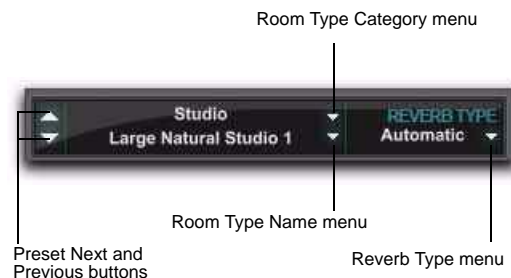 Room Type Category menu
Studio
REVERB TYPE
Large Natural Studio 1
Automatic
Room Type Name menu
Preset Next and
Previous buttons
Reverb Type menu